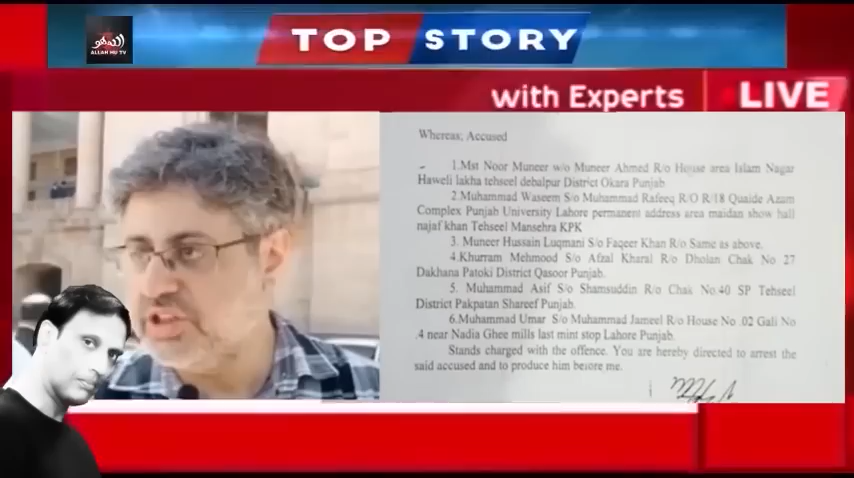 ALLAH HU TV
TOP STORY
with Experts
LIVE
Whereas; Accused
1.Mst Noor Muneer w/o Muneer Ahmed R/o House area Islam Nagar
Haweli lakha tehseel debalpur District Okara Punjab
2.Muhammad Waseem S/o Muhammad Rafeeq R/O R/18 Quaide Azam
Complex Punjab University Lahore permanent address area maidan show hall
najaf khan Tehseel Mansehra KPK
3. Muneer Hussain Luqmani S/o Faqeer Khan R/o Same as above.
4.Khurram Mehmood S/o Afzal Kharal R/o Dholan Chak No 27
Dakhana Patoki District Qasoor Punjab.
5. Muhammad Asif S/o Shamsuddin R/o Chak No.40 SP Tehseel
District Pakpatan Shareef Punjab.
6.Muhammad Umar S/o Muhammad Jameel R/o House No .02 Gali No
.4 near Nadia Ghee mills last mint stop Lahore Punjab.
Stands charged with the offence. You are hereby directed to arrest the
said accused and to produce him before me.